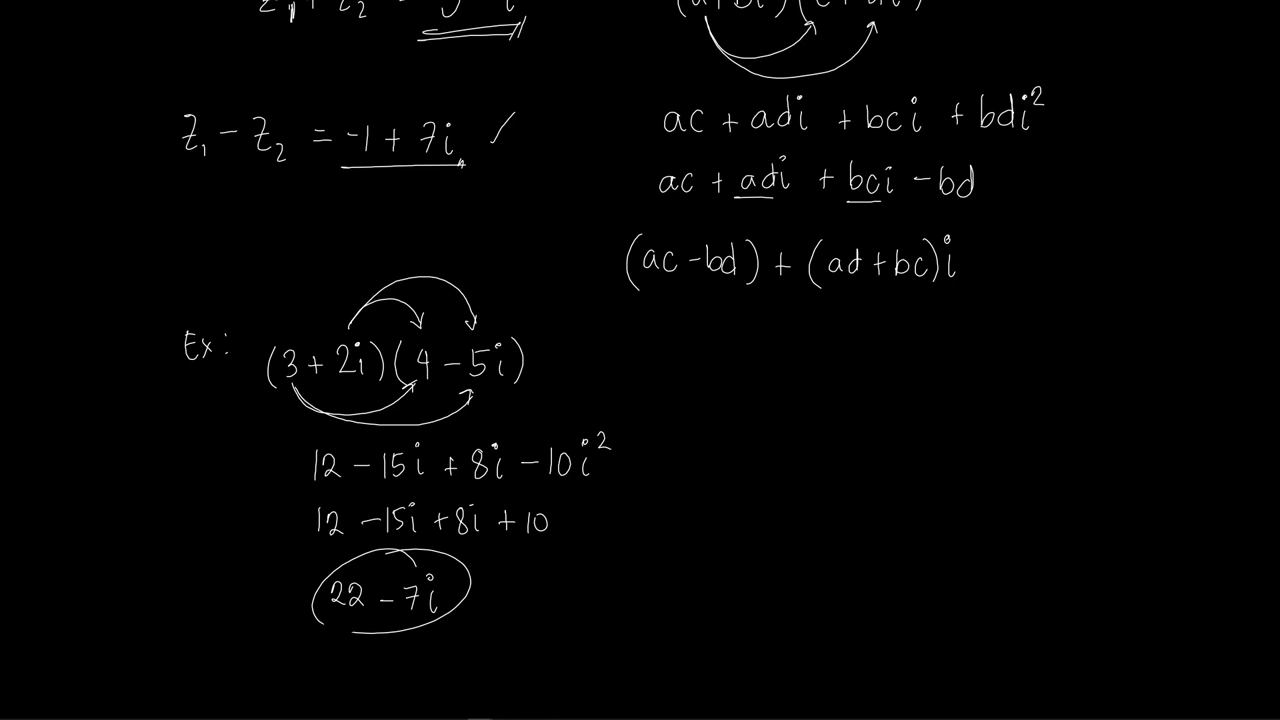 z₁ - z₂ = -1 + 7i ✓
ac + adi + bci + bdi²
ac + adi + bci - bd
(ac - bd) + (ad + bc)i
Ex: (3 + 2i)(4 - 5i)
12 - 15i + 8i - 10i²
12 - 15i + 8i + 10
22 - 7i